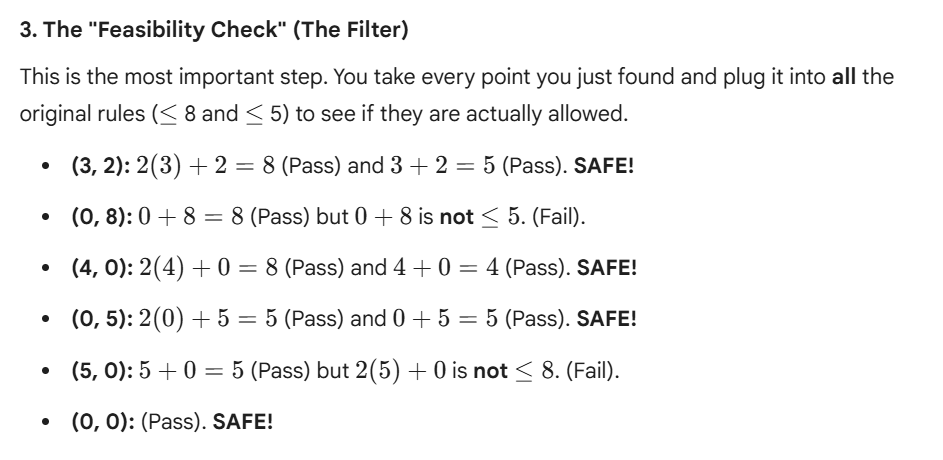 3. The "Feasibility Check" (The Filter)
This is the most important step. You take every point you just found and plug it into all the
original rules (≤ 8 and ≤ 5) to see if they are actually allowed.
• (3, 2): 2(3) + 2 = 8 (Pass) and 3 + 2 = 5 (Pass). SAFE!
• (0, 8): 0 + 8 = 8 (Pass) but 0 + 8 is not ≤ 5. (Fail).
• (4, 0): 2(4) + 0 = 8 (Pass) and 4 + 0 = 4 (Pass). SAFE!
• (0, 5): 2(0) + 5 = 5 (Pass) and 0 + 5 = 5 (Pass). SAFE!
• (5, 0): 5 + 0 = 5 (Pass) but 2(5) + 0 is not ≤ 8. (Fail).
• (0, 0): (Pass). SAFE!